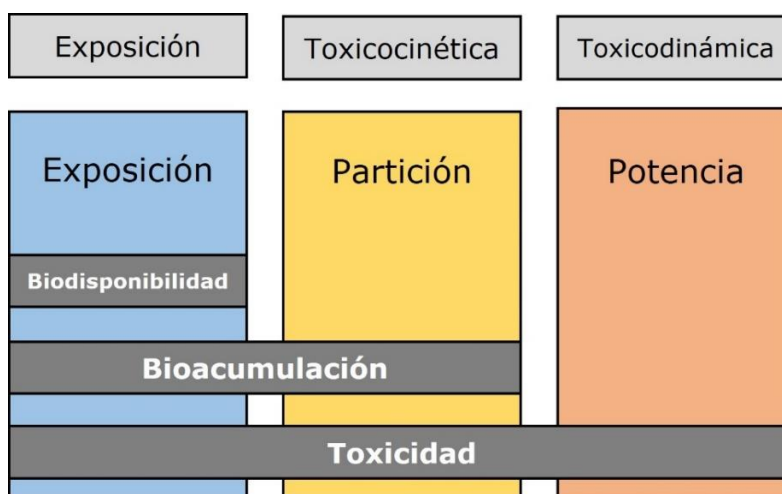 Exposición
Toxicocinética
Toxicodinámica
Exposición
Partición
Potencia
Biodisponibilidad
Bioacumulación
Toxicidad